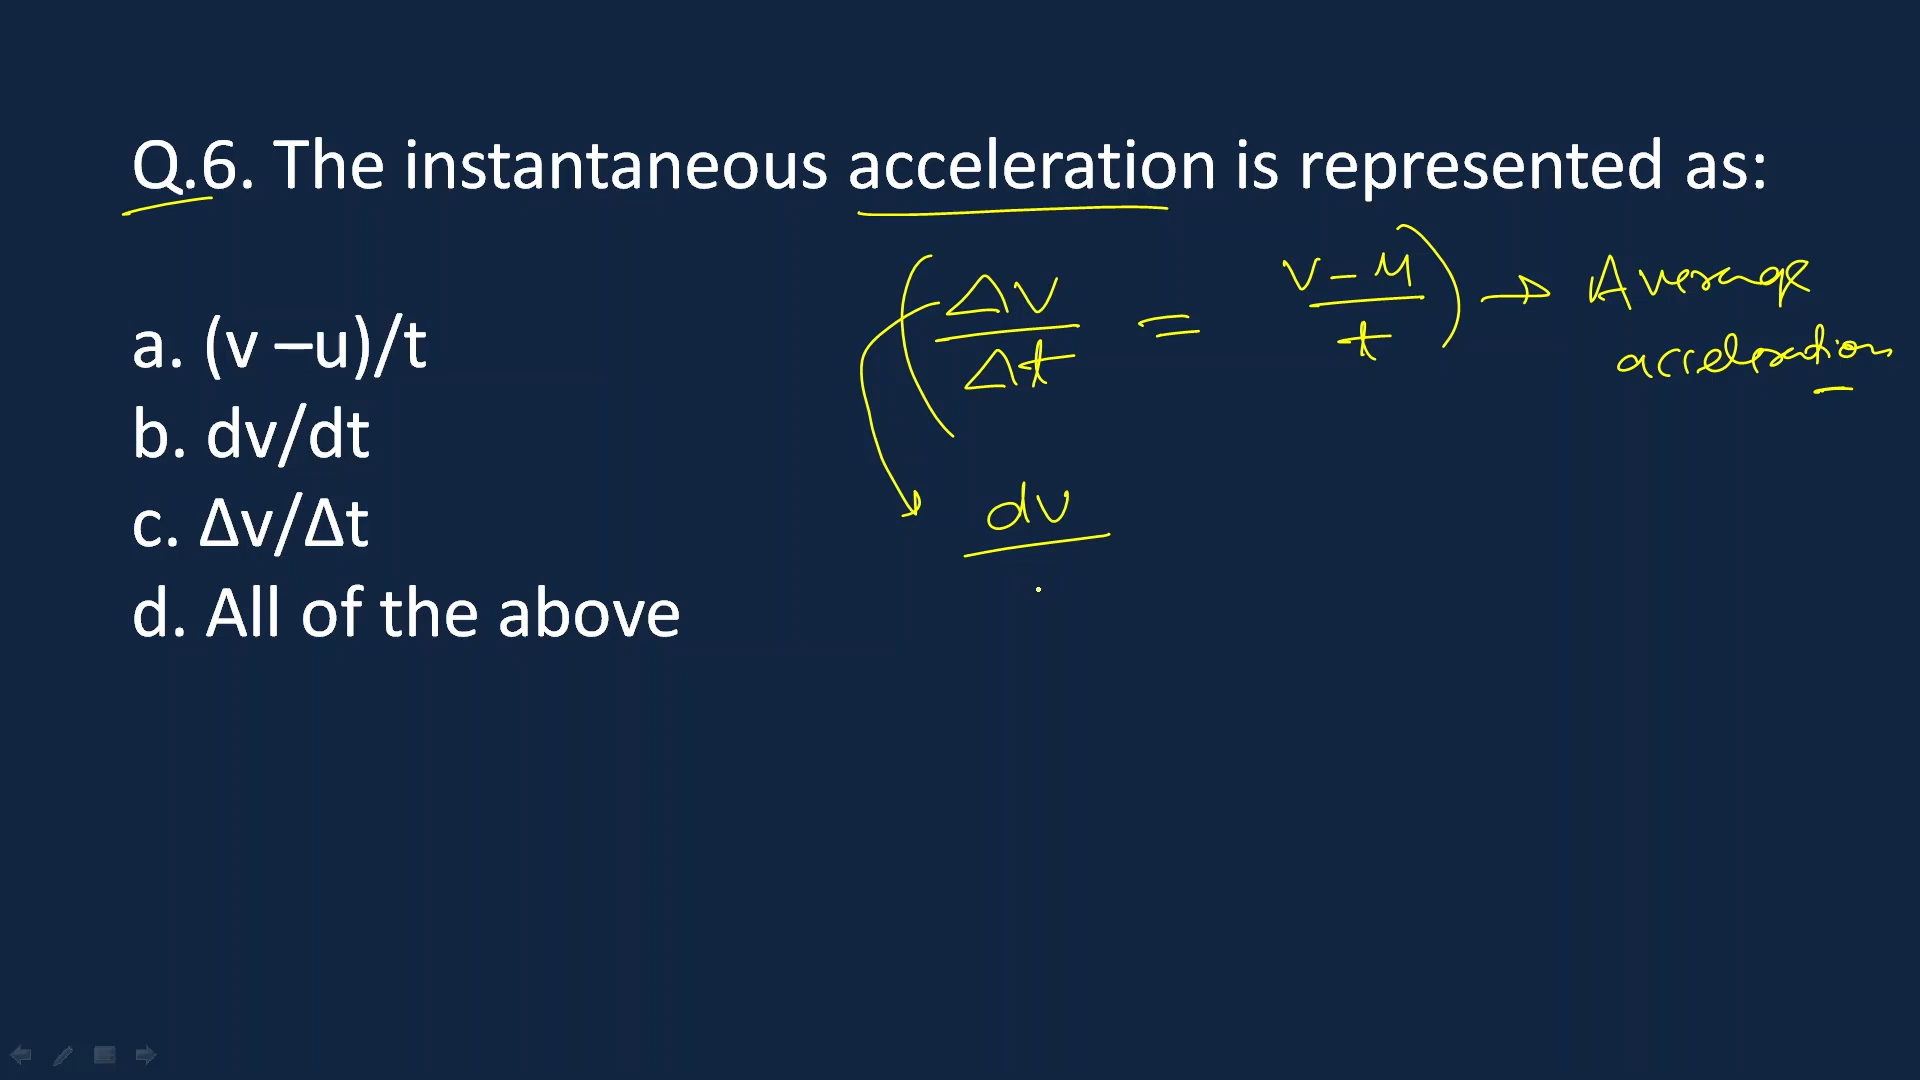 Q.6. The instantaneous acceleration is represented as:
Δv/Δt = v-u/t → Average
acceleration
a. (v –u)/t
b. dv/dt
c. Δv/Δt
dv
d. All of the above